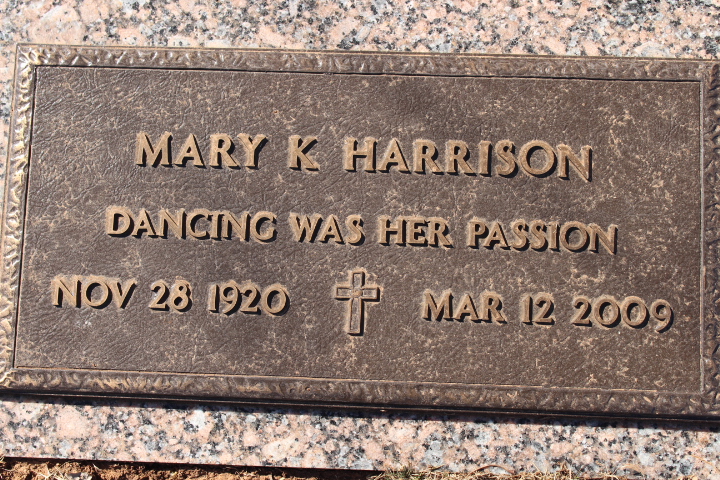 MARY K HARRISON
DANCING WAS HER PASSION
NOV 28 1920 MAR 12 2009